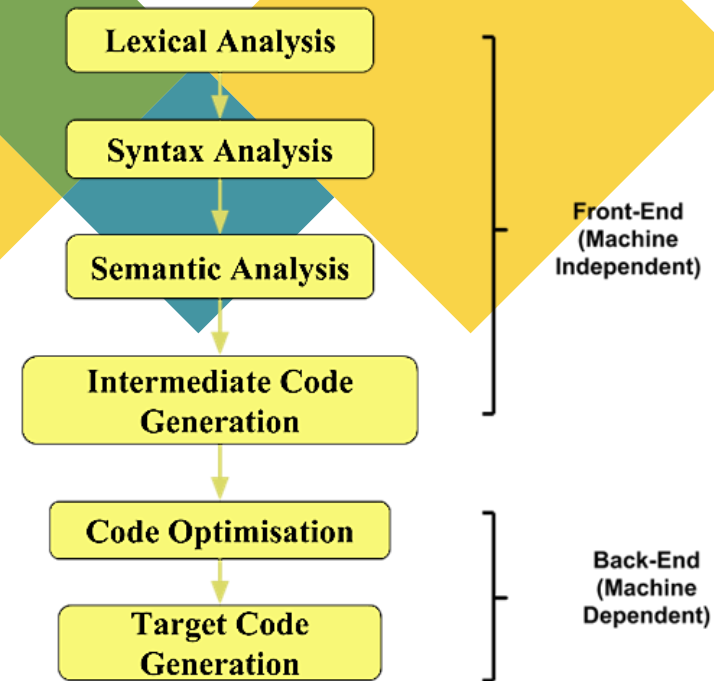 Lexical Analysis
Syntax Analysis
Semantic Analysis
Intermediate Code
Generation
Front-End
(Machine
Independent)
Code Optimisation
Target Code
Generation
Back-End
(Machine
Dependent)